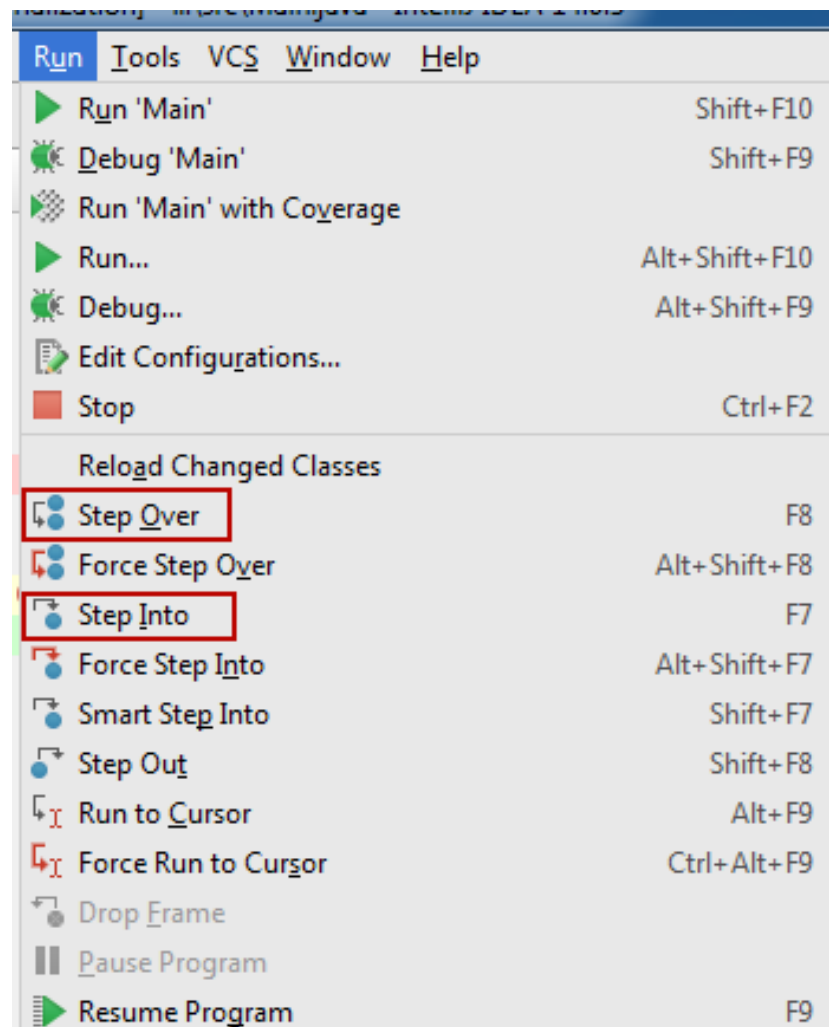 Run Tools VCS Window Help
Run 'Main' Shift+F10
Debug 'Main' Shift+F9
Run 'Main' with Coverage
Run... Alt+Shift+F10
Debug... Alt+Shift+F9
Edit Configurations...
Stop Ctrl+F2
Reload Changed Classes
Step Over F8
Force Step Over Alt+Shift+F8
Step Into F7
Force Step Into Alt+Shift+F7
Smart Step Into Shift+F7
Step Out Shift+F8
Run to Cursor Alt+F9
Force Run to Cursor Ctrl+Alt+F9
Drop Frame
Pause Program
Resume Program F9